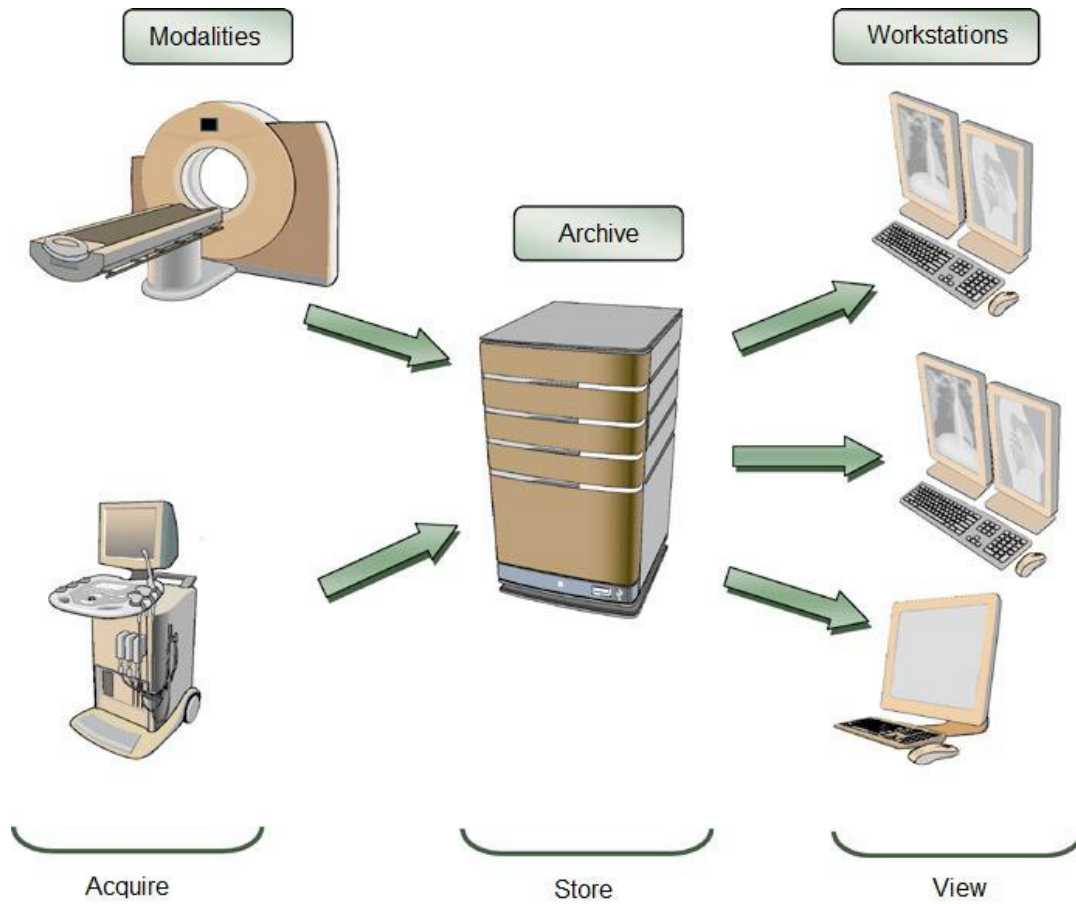 Modalities
Workstations
Archive
Acquire
Store
View